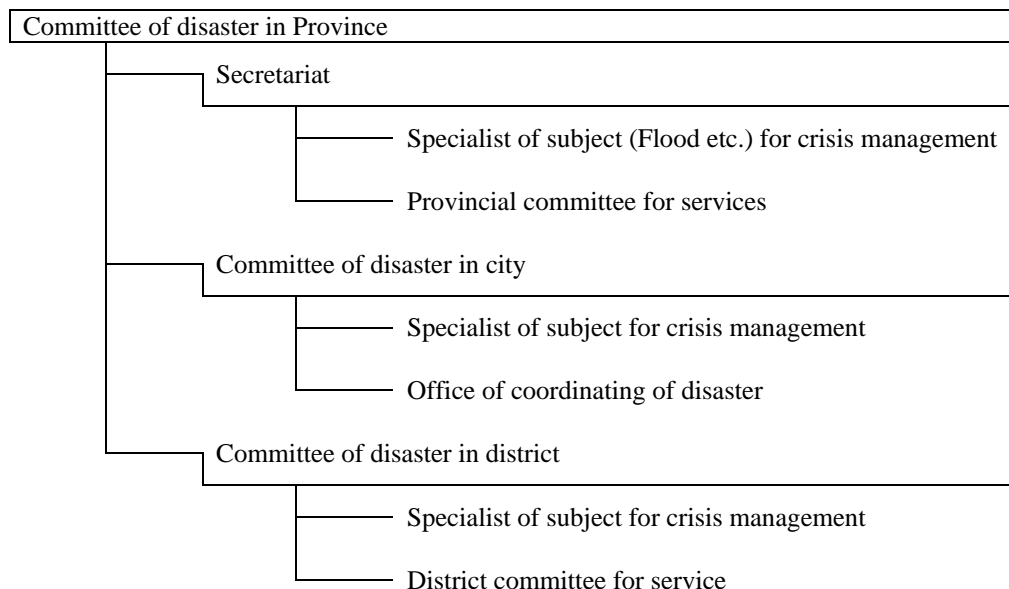 Committee of disaster in Province
Secretariat
Specialist of subject (Flood etc.) for crisis management
Provincial committee for services
Committee of disaster in city
Specialist of subject for crisis management
Office of coordinating of disaster
Committee of disaster in district
Specialist of subject for crisis management
District committee for service